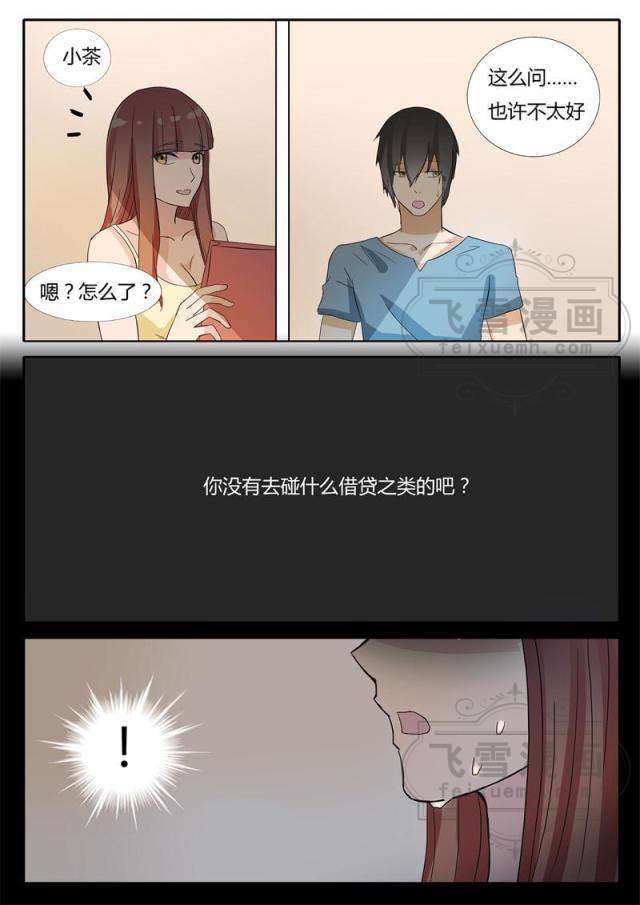 小茶
嗯？怎么了？
这么问……
也许不太好
飞雪漫画
feixuemh.com
你没有去碰什么借贷之类的吧？
！
飞雪漫画
feixuemh.com